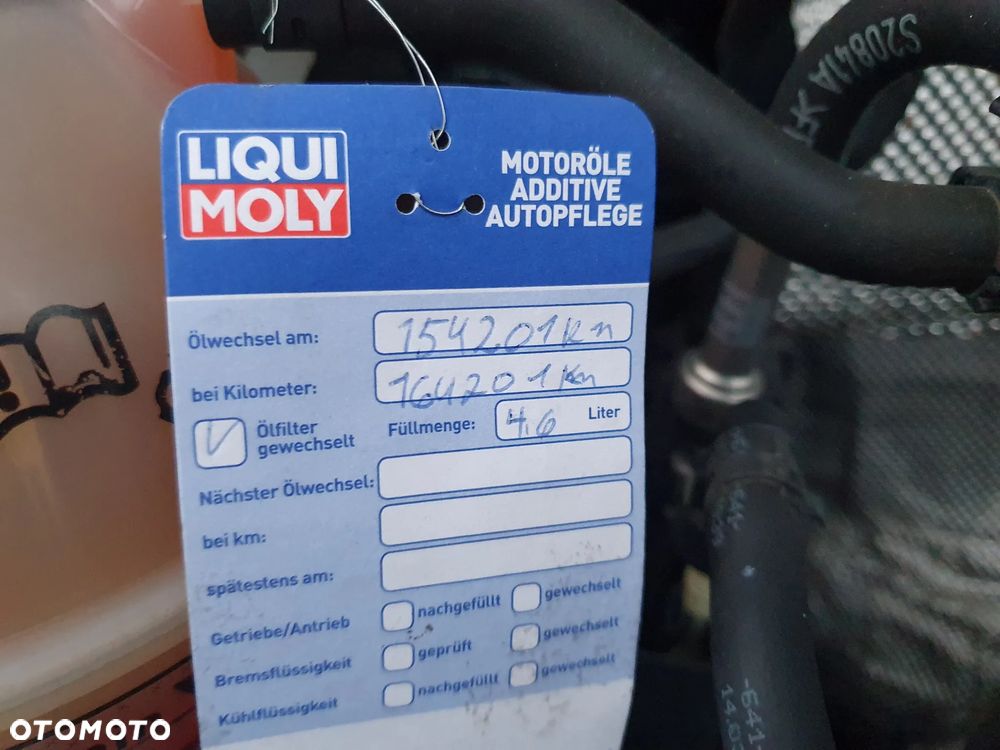 S20841A
LIQUI
MOLY
MOTORÖLE
ADDITIVE
AUTOPFLEGE
Ölwechsel am: 154201km
bei Kilometer: 164201km
Ölfilter
gewechselt
Füllmenge: 4,6 Liter
Nächster Ölwechsel:
bei km:
spätestens am:
Getriebe/Antrieb nachgefüllt gewechselt
Bremsflüssigkeit geprüft gewechselt
Kühlflüssigkeit nachgefüllt gewechselt
OTOMOTO